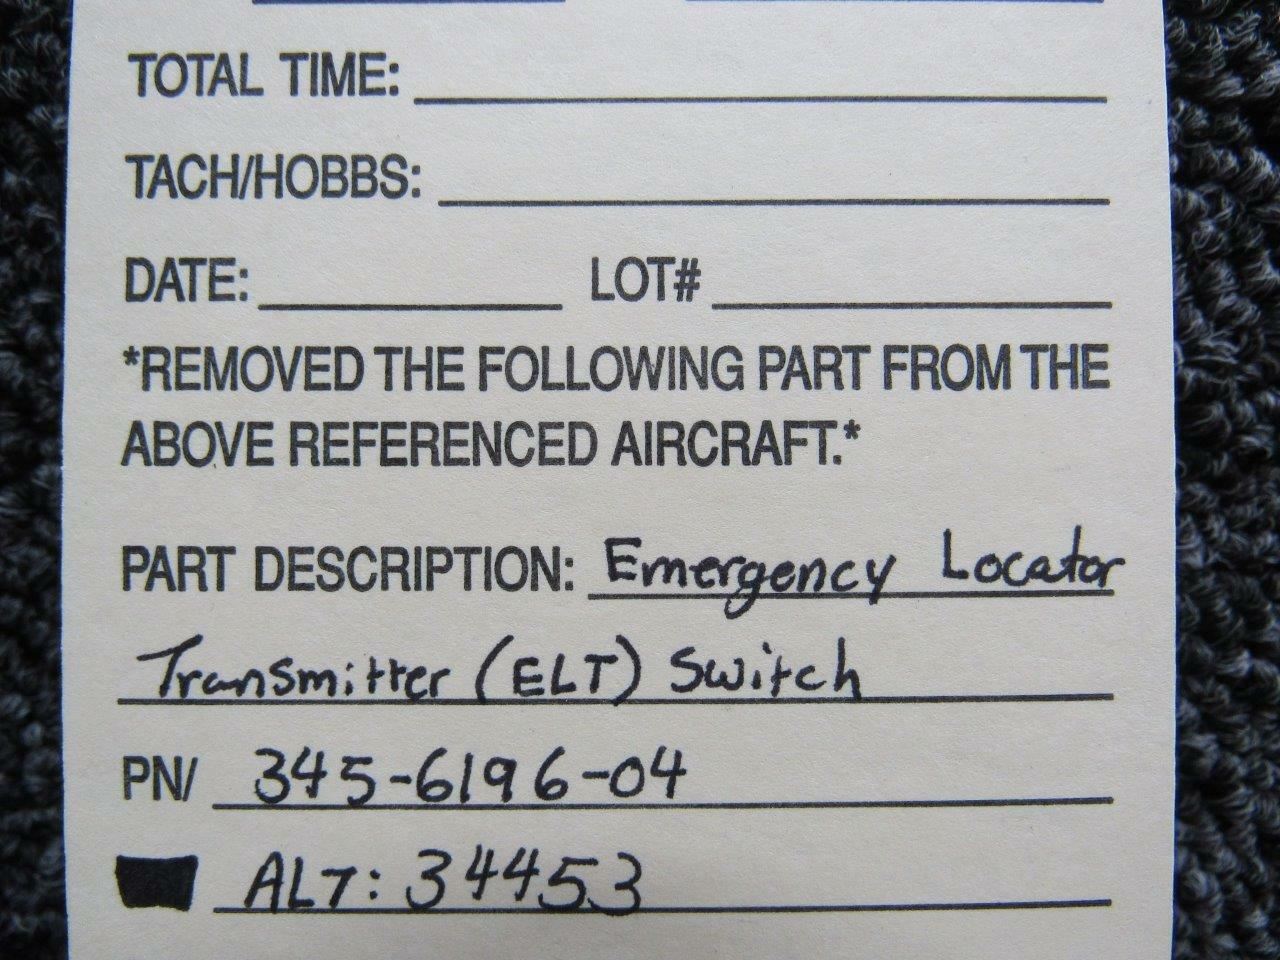 TOTAL TIME:
TACH/HOBBS:
DATE: LOT#
*REMOVED THE FOLLOWING PART FROM THE
ABOVE REFERENCED AIRCRAFT.*
PART DESCRIPTION: Emergency Locator
Transmitter (ELT) Switch
PN/ 345-6196-04
ALT: 34453